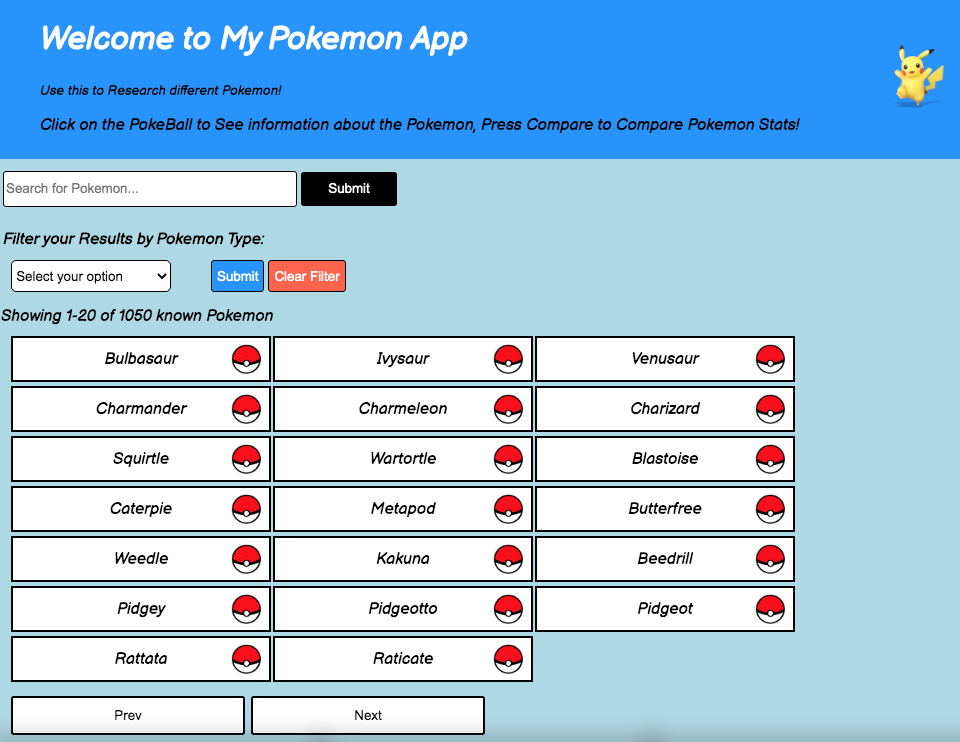 Welcome to My Pokemon App
Use this to Research different Pokemon!
Click on the PokeBall to See information about the Pokemon, Press Compare to Compare Pokemon Stats!
Search for Pokemon... Submit
Filter your Results by Pokemon Type:
Select your option Submit Clear Filter
Showing 1-20 of 1050 known Pokemon
Bulbasaur Ivysaur Venusaur
Charmander Charmeleon Charizard
Squirtle Wartortle Blastoise
Caterpie Metapod Butterfree
Weedle Kakuna Beedrill
Pidgey Pidgeotto Pidgeot
Rattata Raticate
Prev Next